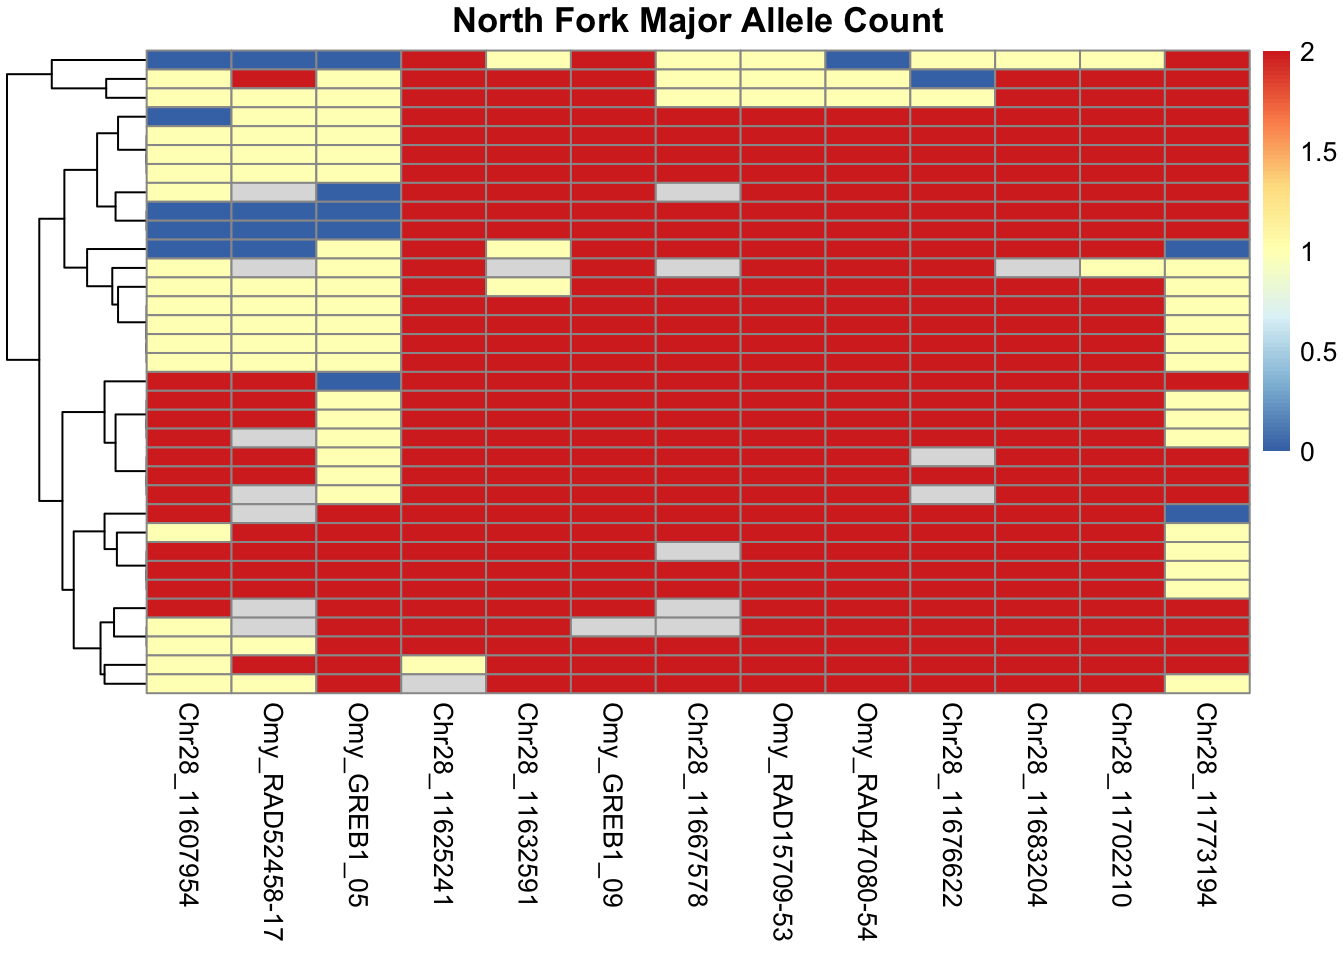 North Fork Major Allele Count
2
1.5
1
0.5
0
Chr28_11607954
Omy_RAD52458-17
Omy_GREB1_05
Chr28_11625241
Chr28_11632591
Omy_GREB1_09
Chr28_11667578
Omy_RAD15709-53
Omy_RAD47080-54
Chr28_11676622
Chr28_11683204
Chr28_11702210
Chr28_11773194